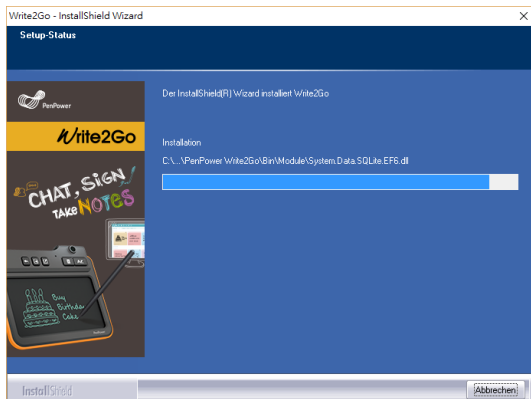 Write2Go - InstallShield Wizard
Setup-Status
PenPower
Write2Go
CHAT, SIGN,
TAKE NOTES
Buy
Birthday
Cake
Der InstallShield(R) Wizard installiert Write2Go
Installation
C:\...\PenPower Write2Go\Bin\Module\System.Data.SQLite.EF6.dll
InstallShield
Abbrechen